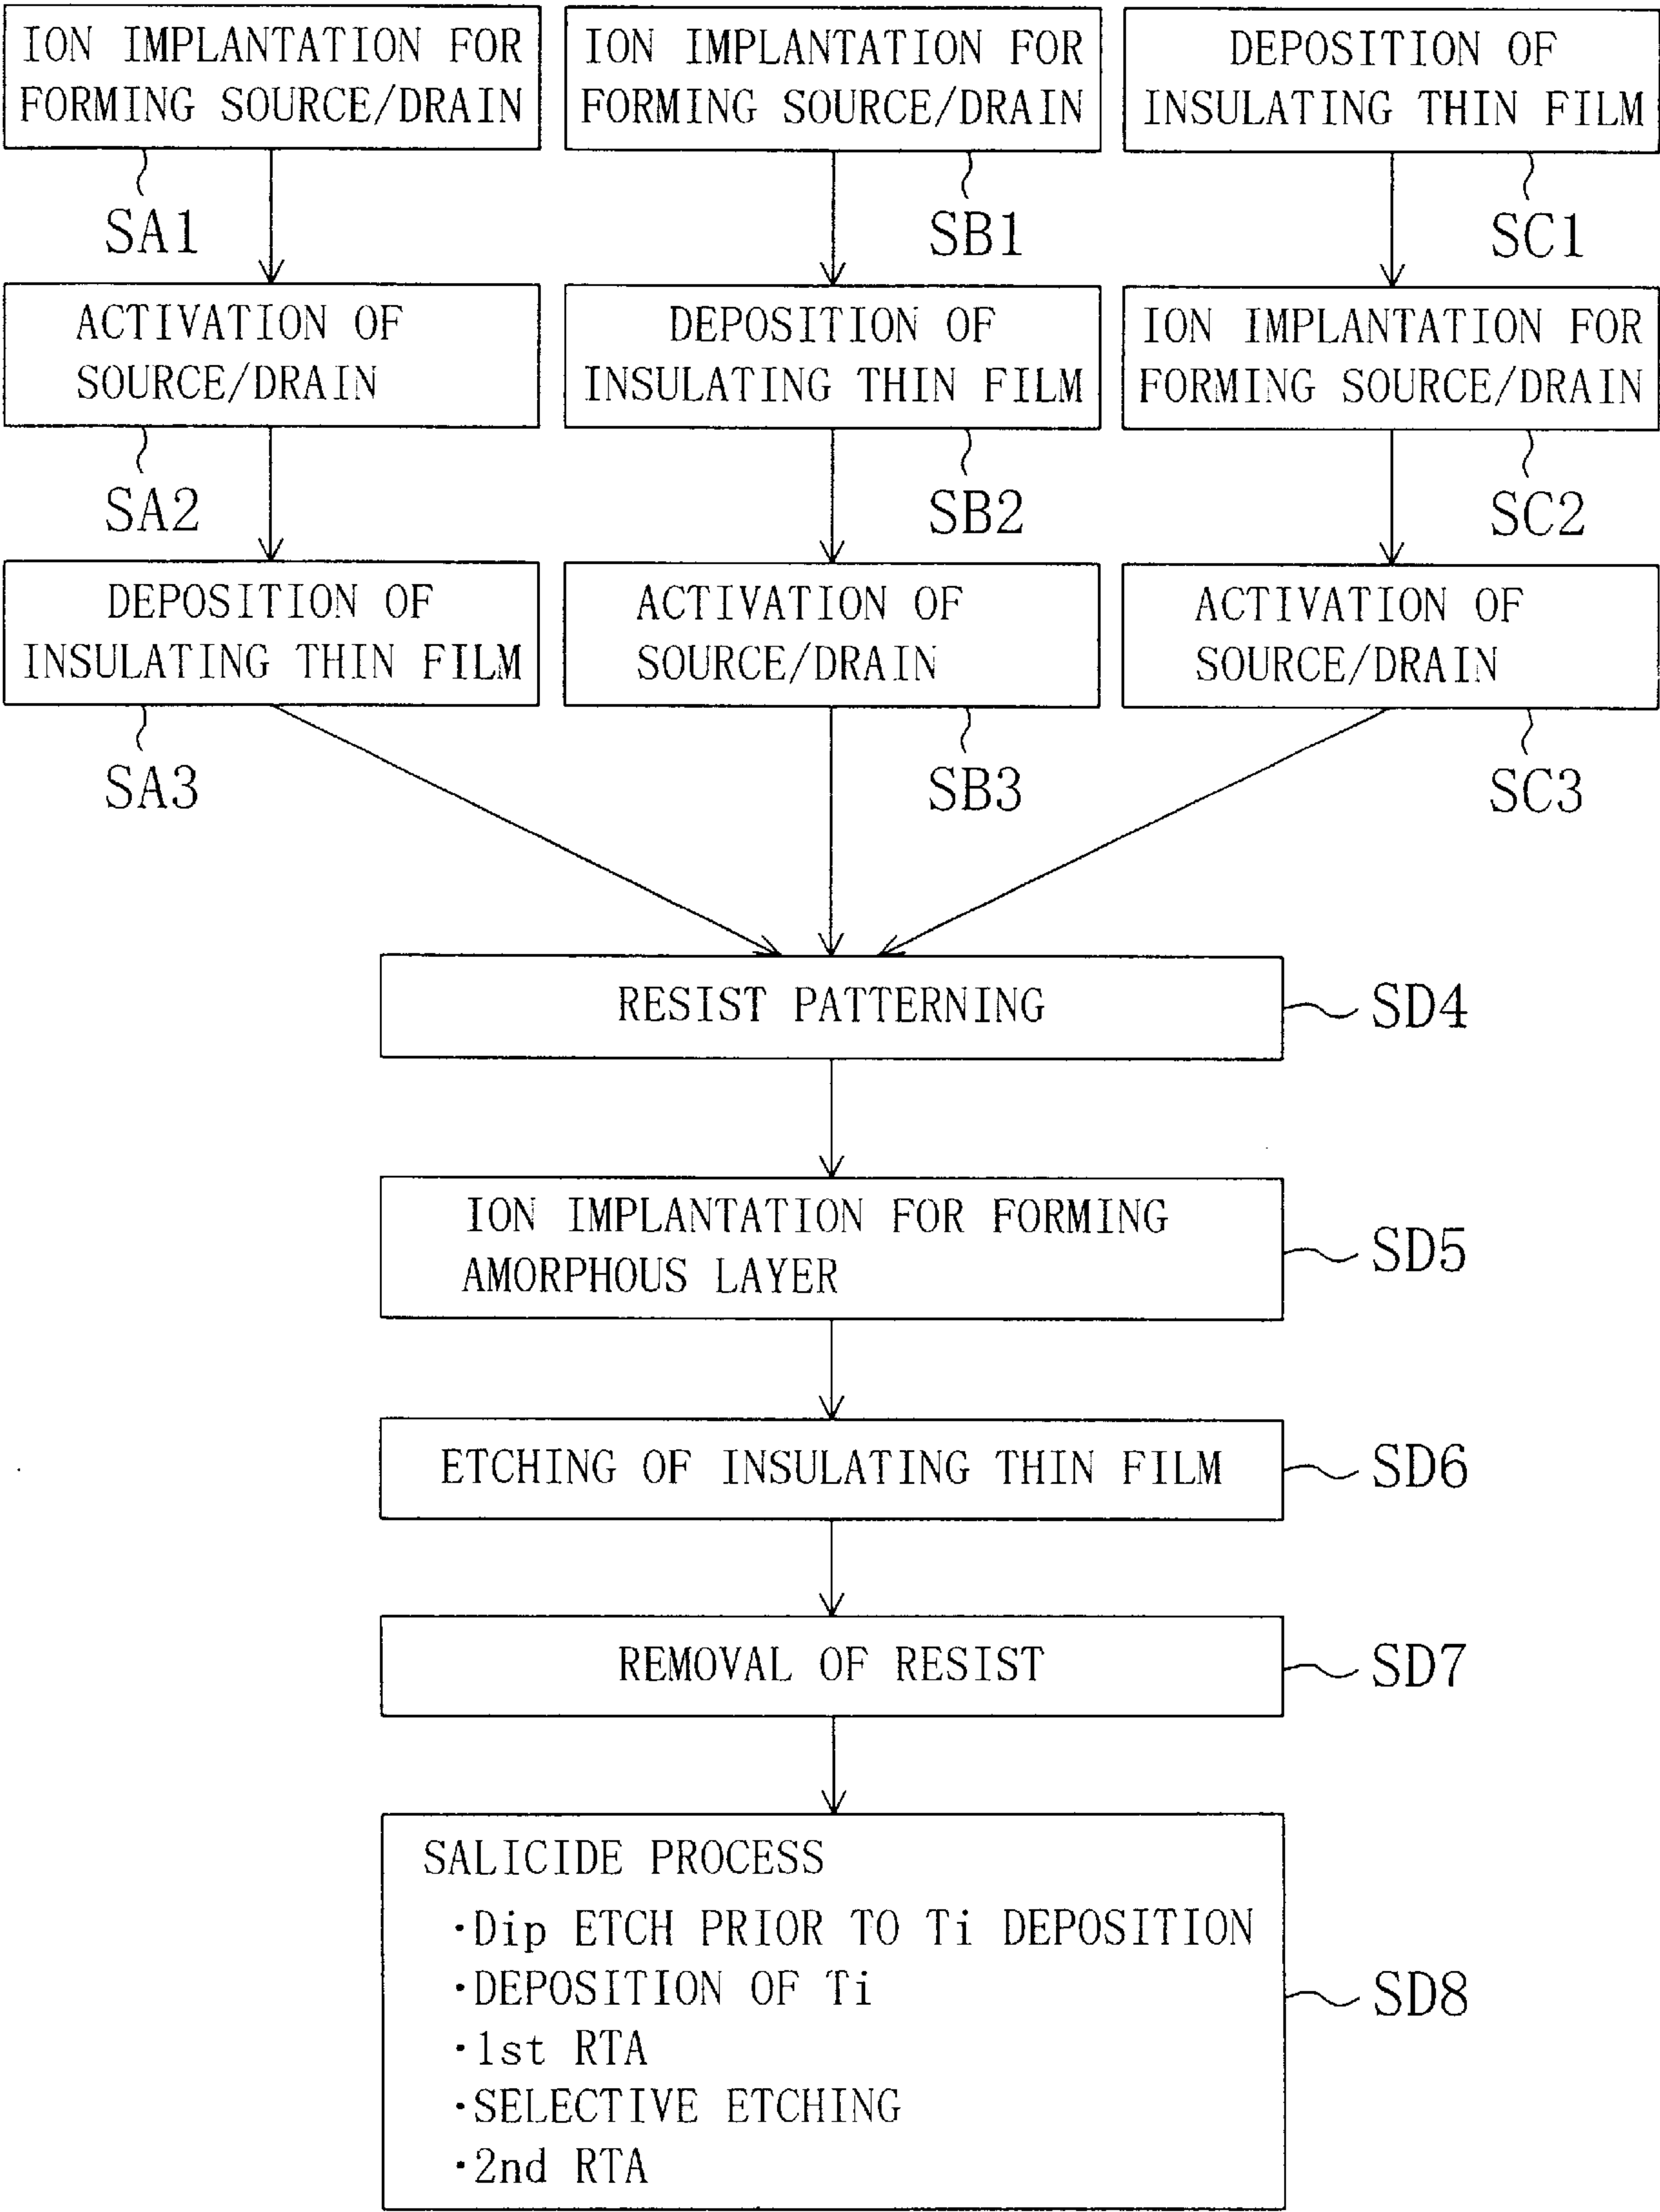 ION IMPLANTATION FOR
FORMING SOURCE/DRAIN
SA1
ION IMPLANTATION FOR
FORMING SOURCE/DRAIN
SB1
DEPOSITION OF
INSULATING THIN FILM
SC1
ACTIVATION OF
SOURCE/DRAIN
SA2
DEPOSITION OF
INSULATING THIN FILM
SB2
ION IMPLANTATION FOR
FORMING SOURCE/DRAIN
SC2
DEPOSITION OF
INSULATING THIN FILM
SA3
ACTIVATION OF
SOURCE/DRAIN
SB3
ACTIVATION OF
SOURCE/DRAIN
SC3
RESIST PATTERNING
SD4
ION IMPLANTATION FOR FORMING
AMORPHOUS LAYER
SD5
ETCHING OF INSULATING THIN FILM
SD6
REMOVAL OF RESIST
SD7
SALICIDE PROCESS
·Dip ETCH PRIOR TO Ti DEPOSITION
·DEPOSITION OF Ti
·1st RTA
·SELECTIVE ETCHING
·2nd RTA
SD8